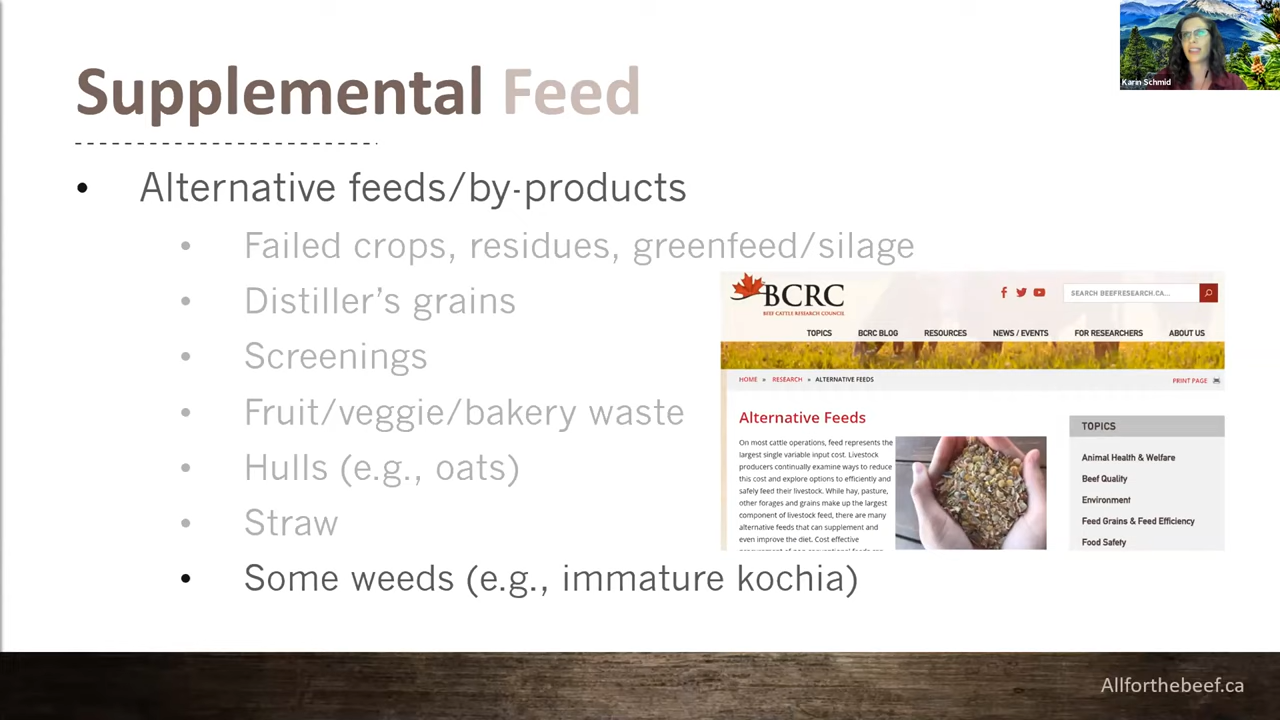 Karin Schmid
Supplemental Feed
• Alternative feeds/by-products
• Failed crops, residues, greenfeed/silage
• Distiller's grains
• Screenings
• Fruit/veggie/bakery waste
• Hulls (e.g., oats)
• Straw
• Some weeds (e.g., immature kochia)
BCRC
BEEF CATTLE RESEARCH COUNCIL
SEARCH BEEFRESEARCH.CA...
TOPICS BCRC BLOG RESOURCES NEWS / EVENTS FOR RESEARCHERS ABOUT US
HOME » RESEARCH » ALTERNATIVE FEEDS
PRINT PAGE
Alternative Feeds
On most cattle operations, feed represents the
largest single variable input cost. Livestock
producers continually examine ways to reduce
this cost and explore options to efficiently and
safely feed their livestock. While hay, pasture,
other forages and grains make up the largest
component of livestock feed, there are many
alternative feeds that can supplement and
even improve the diet. Cost effective
TOPICS
Animal Health & Welfare
Beef Quality
Environment
Feed Grains & Feed Efficiency
Food Safety
Allforthebeef.ca